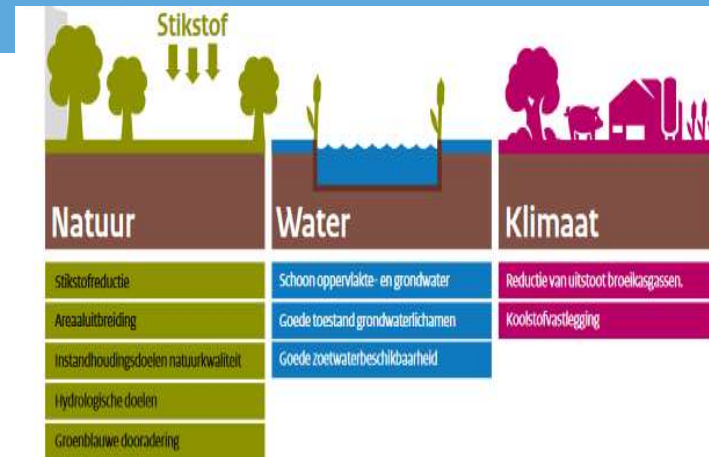 Stikstof
Natuur
Stikstofreductie
Areaaluitbreiding
Instandhoudingsdoelen natuurkwaliteit
Hydrologische doelen
Groenblauwe dooradering
Water
Schoon oppervlakte- en grondwater
Goede toestand grondwaterlichamen
Goede zoetwaterbeschikbaarheid
Klimaat
Reductie van uitstoot broeikasgassen.
Koolstofvastlegging